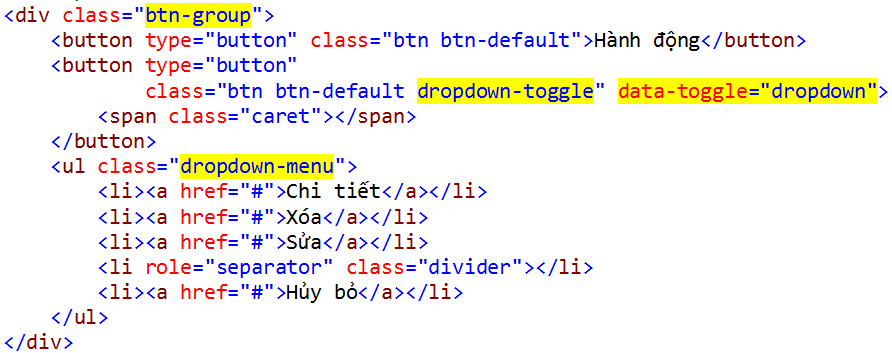 <div class="btn-group">
    <button type="button" class="btn btn-default">Hành động</button>
    <button type="button"
            class="btn btn-default dropdown-toggle" data-toggle="dropdown">
        <span class="caret"></span>
    </button>
    <ul class="dropdown-menu">
        <li><a href="#">Chi tiết</a></li>
        <li><a href="#">Xóa</a></li>
        <li><a href="#">Sửa</a></li>
        <li role="separator" class="divider"></li>
        <li><a href="#">Hủy bỏ</a></li>
    </ul>
</div>